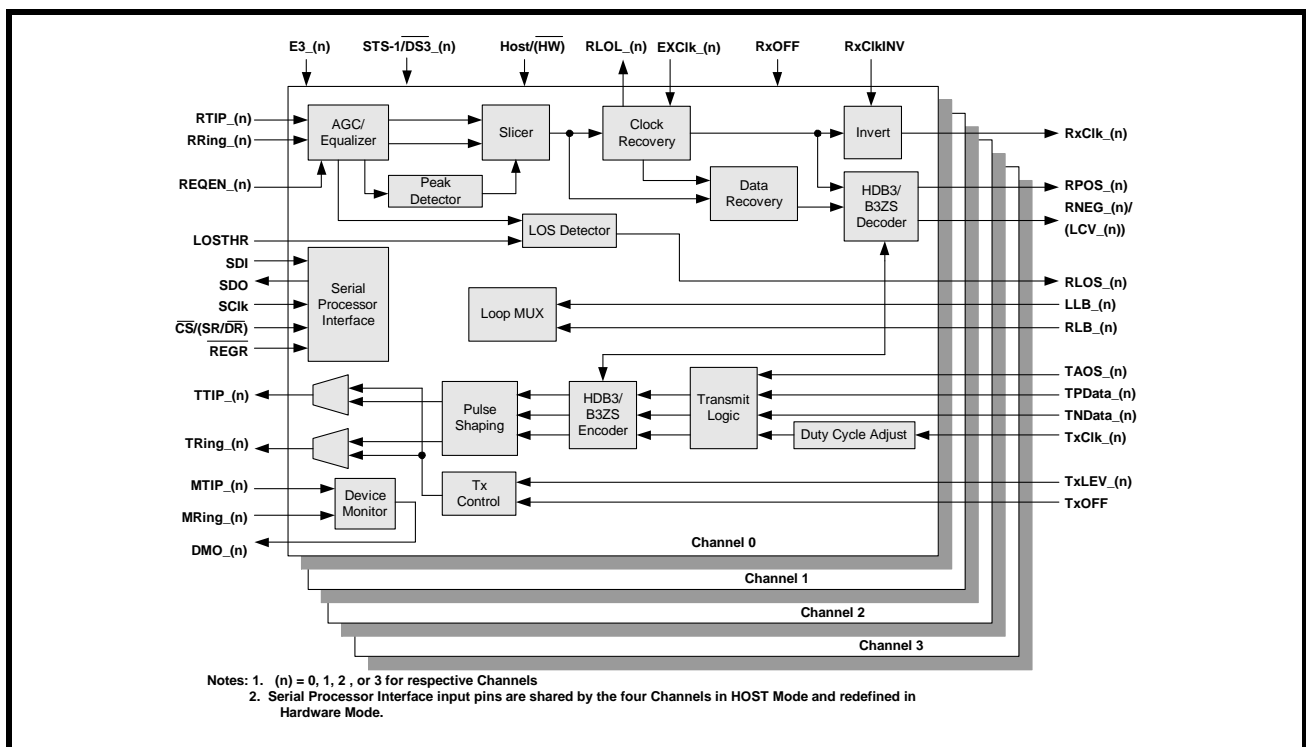 E3_(n)
STS-1/DS3_(n)
Host/(HW)
RLOL_(n)
EXClk_(n)
RxOFF
RxClkINV
RTIP_(n)
RRing_(n)
REQEN_(n)
LOSTHR
SDI
SDO
SClk
CS/(SR/DR)
REGR
TTIP_(n)
TRing_(n)
MTIP_(n)
MRing_(n)
DMO_(n)
AGC/
Equalizer
Slicer
Clock
Recovery
Invert
Peak
Detector
Data
Recovery
HDB3/
B3ZS
Decoder
LOS Detector
Serial
Processor
Interface
Loop MUX
Pulse
Shaping
HDB3/
B3ZS
Encoder
Transmit
Logic
Duty Cycle Adjust
Tx
Control
Device
Monitor
RxClk_(n)
RPOS_(n)
RNEG_(n)/
(LCV_(n))
RLOS_(n)
LLB_(n)
RLB_(n)
TAOS_(n)
TPData_(n)
TNData_(n)
TxClk_(n)
TxLEV_(n)
TxOFF
Channel 0
Channel 1
Channel 2
Channel 3
Notes: 1. (n) = 0, 1, 2 , or 3 for respective Channels
2. Serial Processor Interface input pins are shared by the four Channels in HOST Mode and redefined in
Hardware Mode.